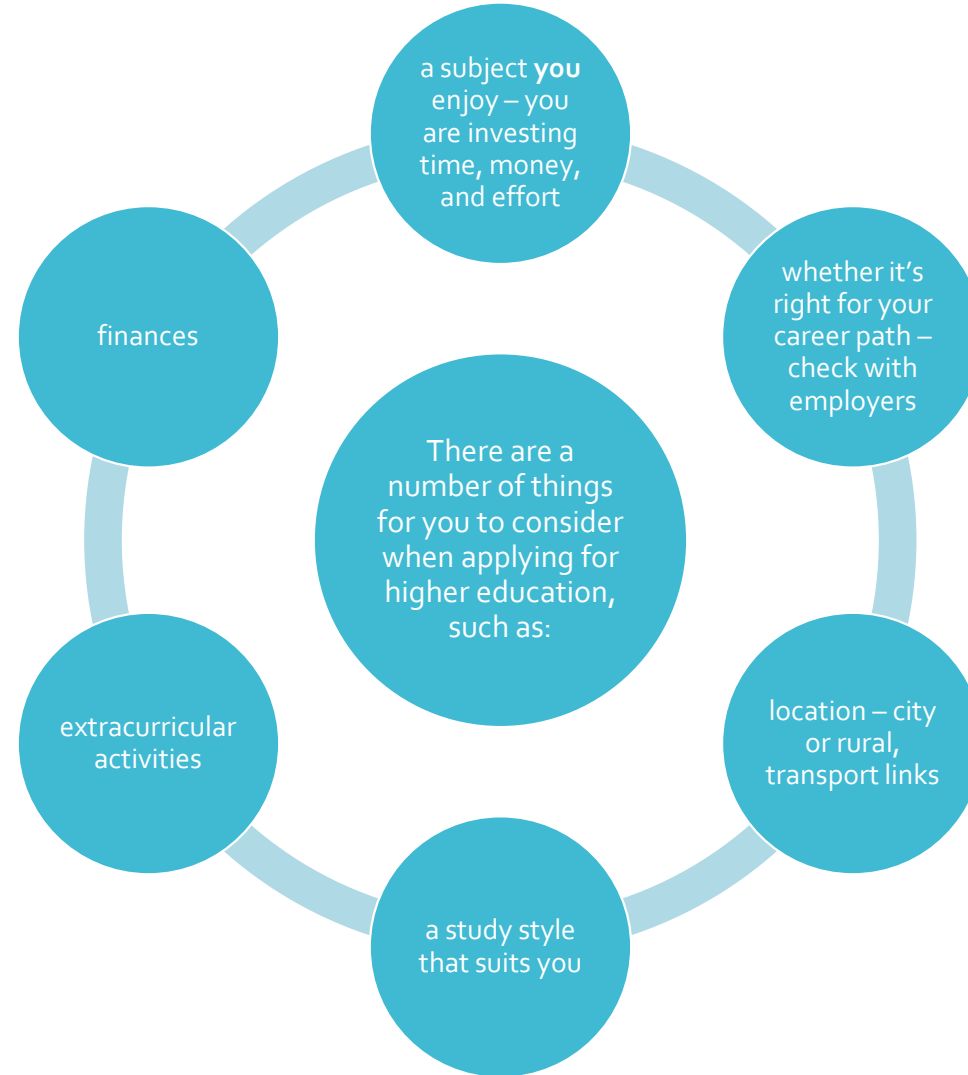 a subject you
enjoy – you
are investing
time, money,
and effort
whether it's
right for your
career path –
check with
employers
finances
There are a
number of things
for you to consider
when applying for
higher education,
such as:
location – city
or rural,
transport links
extracurricular
activities
a study style
that suits you